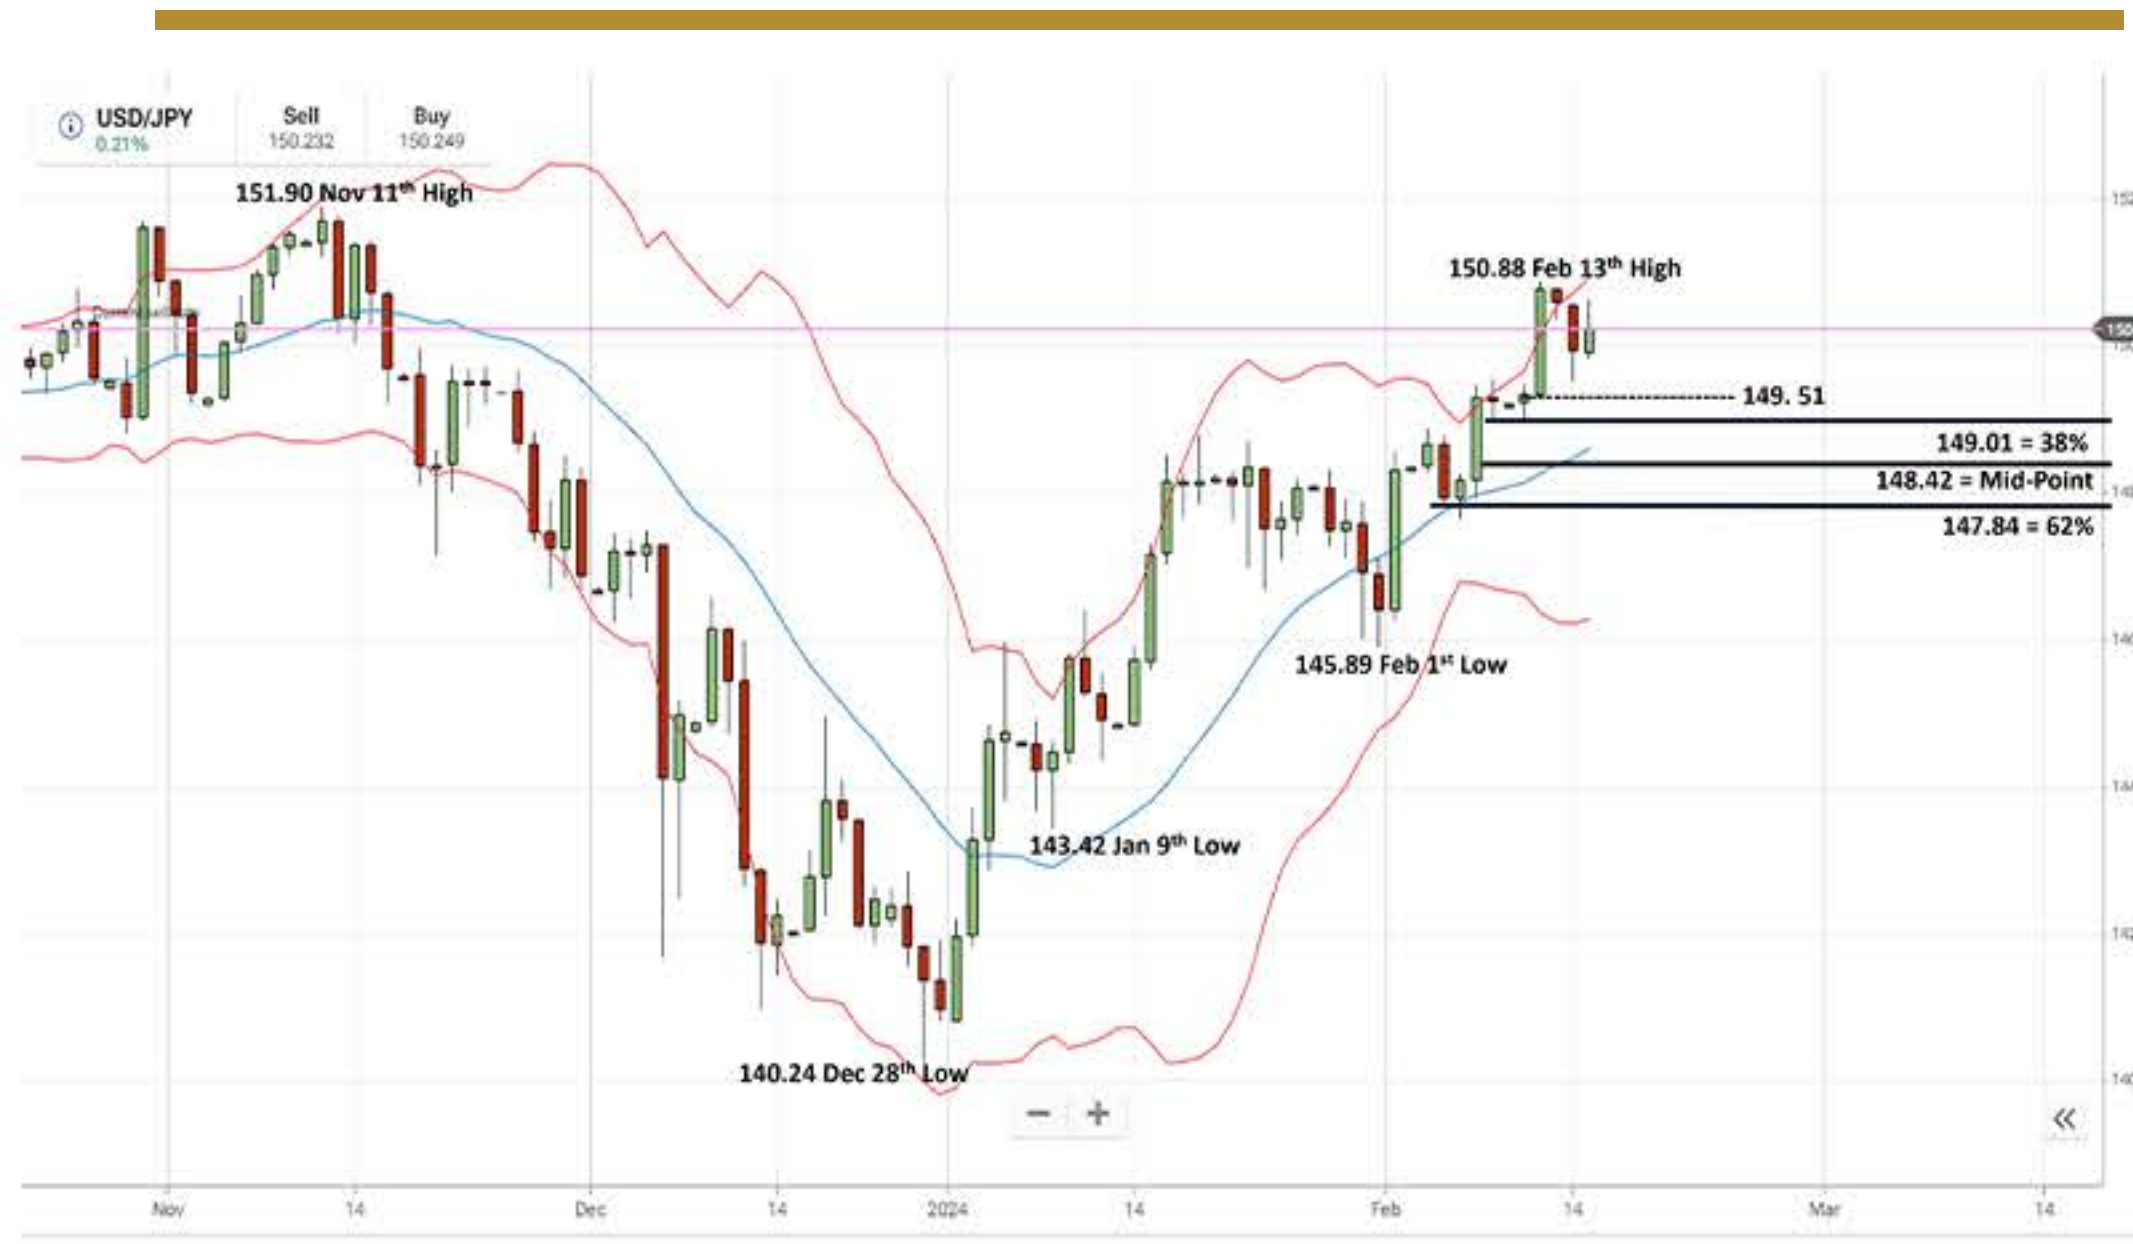 USD/JPY
0.21%
Sell
150.232
Buy
150.249
151.90 Nov 11th High
150.88 Feb 13th High
149. 51
149.01 = 38%
148.42 = Mid-Point
147.84 = 62%
145.89 Feb 1st Low
143.42 Jan 9th Low
140.24 Dec 28th Low
Nov
14
Dec
14
2024
14
Feb
14
Mar
14